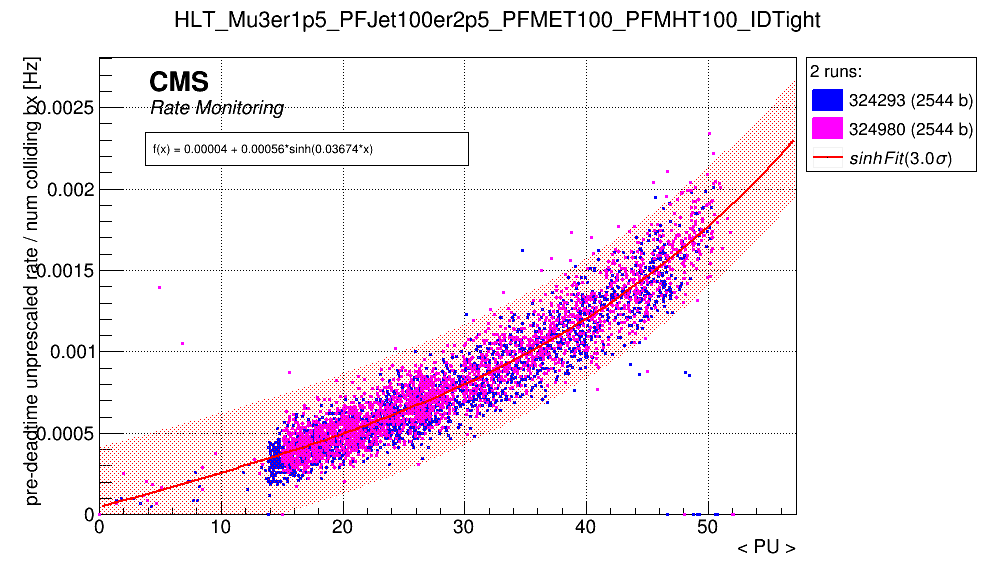 HLT_Mu3er1p5_PFJet100er2p5_PFMET100_PFMHT100_IDTight
pre-deadtime unprescaled rate / num colliding bx [Hz]
CMS
Rate Monitoring
f(x) = 0.00004 + 0.00056*sinh(0.03674*x)
2 runs:
324293 (2544 b)
324980 (2544 b)
sinhFit(3.0σ)
0.0025
0.002
0.0015
0.001
0.0005
0
0 10 20 30 40 50
< PU >